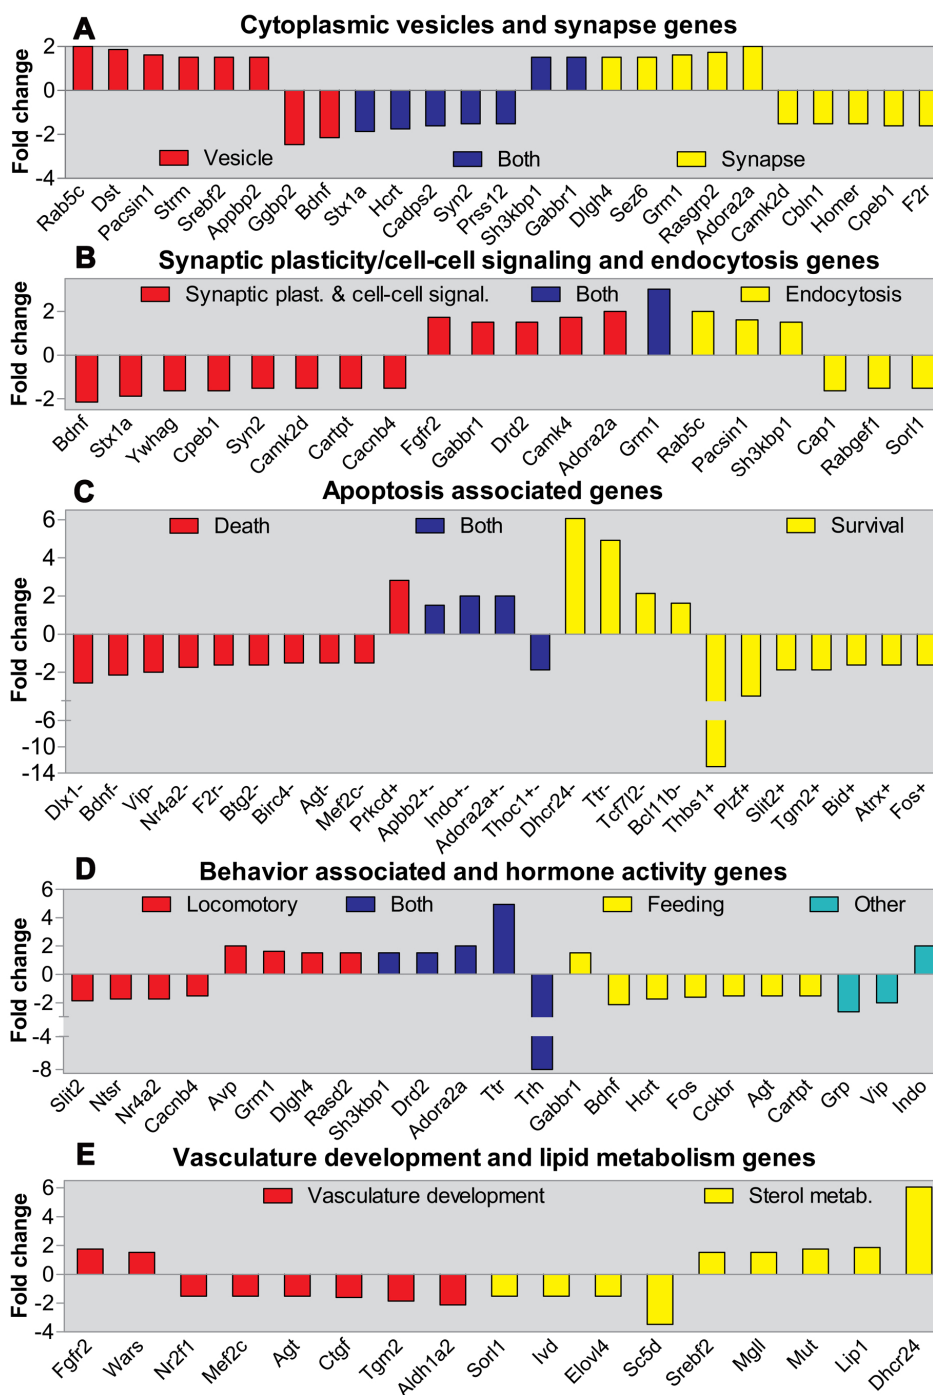 A Cytoplasmic vesicles and synapse genes
Fold change
2
0
-2
-4
Vesicle Both Synapse
Rab5c Dst Pacsin1 Strm Srebf2 Appbp2 Ggbp2 Bdnf Stx1a Hcrt Cadps2 Syn2 Prss12 Sh3kbp1 Gabbr1 Dlgh4 Sez6 Grm1 Rasgrp2 Adora2a Camk2d Cbln1 Homer Cpeb1 F2r
B Synaptic plasticity/cell-cell signaling and endocytosis genes
Fold change
Synaptic plast. & cell-cell signal. Both Endocytosis
2
0
-2
Bdnf Stx1a Ywhag Cpeb1 Syn2 Camk2d Cartpt Cacnb4 Fgfr2 Gabbr1 Drd2 Camk4 Adora2a Grm1 Rab5c Pacsin1 Sh3kbp1 Cap1 Rabgef1 Sorl1
C Apoptosis associated genes
Fold change
Death Both Survival
6
4
2
0
-2
-6
-10
-14
Dlx1- Bdnf- Vip- Nr4a2- F2r- Btg2- Birc4- Agt- Mef2c- Prkcd+ Apbb2+- Indo+- Adora2a+- Thoc1+- Dhcr24- Ttr- Tcf7l2- Bcl11b- Thbs1+ Plzf+ Slit2+ Tgm2+ Bid+ Atrx+ Fos+
D Behavior associated and hormone activity genes
Fold change
Locomotory Both Feeding Other
6
4
2
0
-2
-4
-8
Slit2 Ntsr Nr4a2 Cacnb4 Avp Grm1 Dlgh4 Rasd2 Sh3kbp1 Drd2 Adora2a Ttr Trh Gabbr1 Bdnf Hcrt Fos Cckbr Agt Cartpt Grp Vip Indo
E Vasculature development and lipid metabolism genes
Fold change
Vasculature development Sterol metab.
6
4
2
0
-2
-4
Fgfr2 Wars Nr2f1 Mef2c Agt Ctgf Tgm2 Aldh1a2 Sorl1 Ivd Elovl4 Sc5d Srebf2 Mgll Mut Lip1 Dhcr24